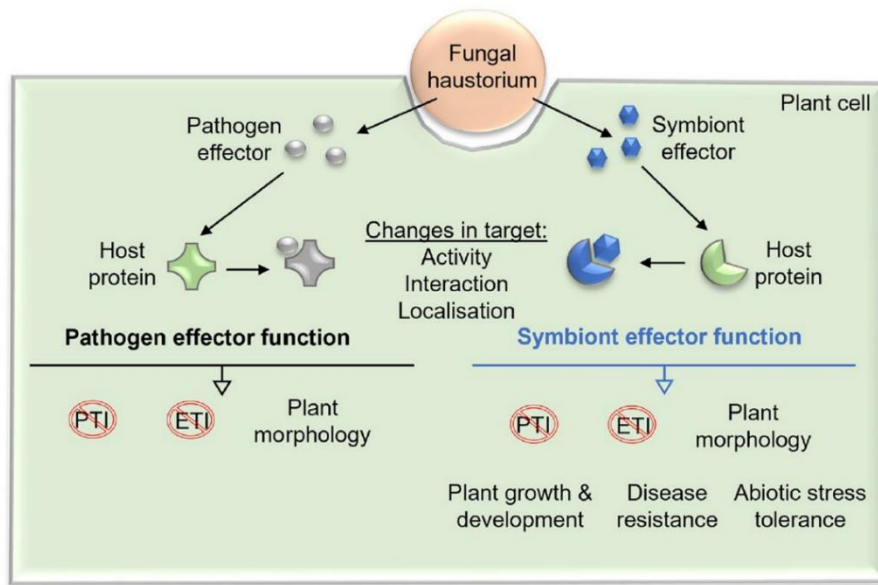 Fungal
haustorium
Plant cell
Pathogen
effector
Symbiont
effector
Host
protein
Changes in target:
Activity
Interaction
Localisation
Host
protein
Pathogen effector function
Symbiont effector function
PTI
ETI
Plant
morphology
PTI
ETI
Plant
morphology
Plant growth &
development
Disease
resistance
Abiotic stress
tolerance